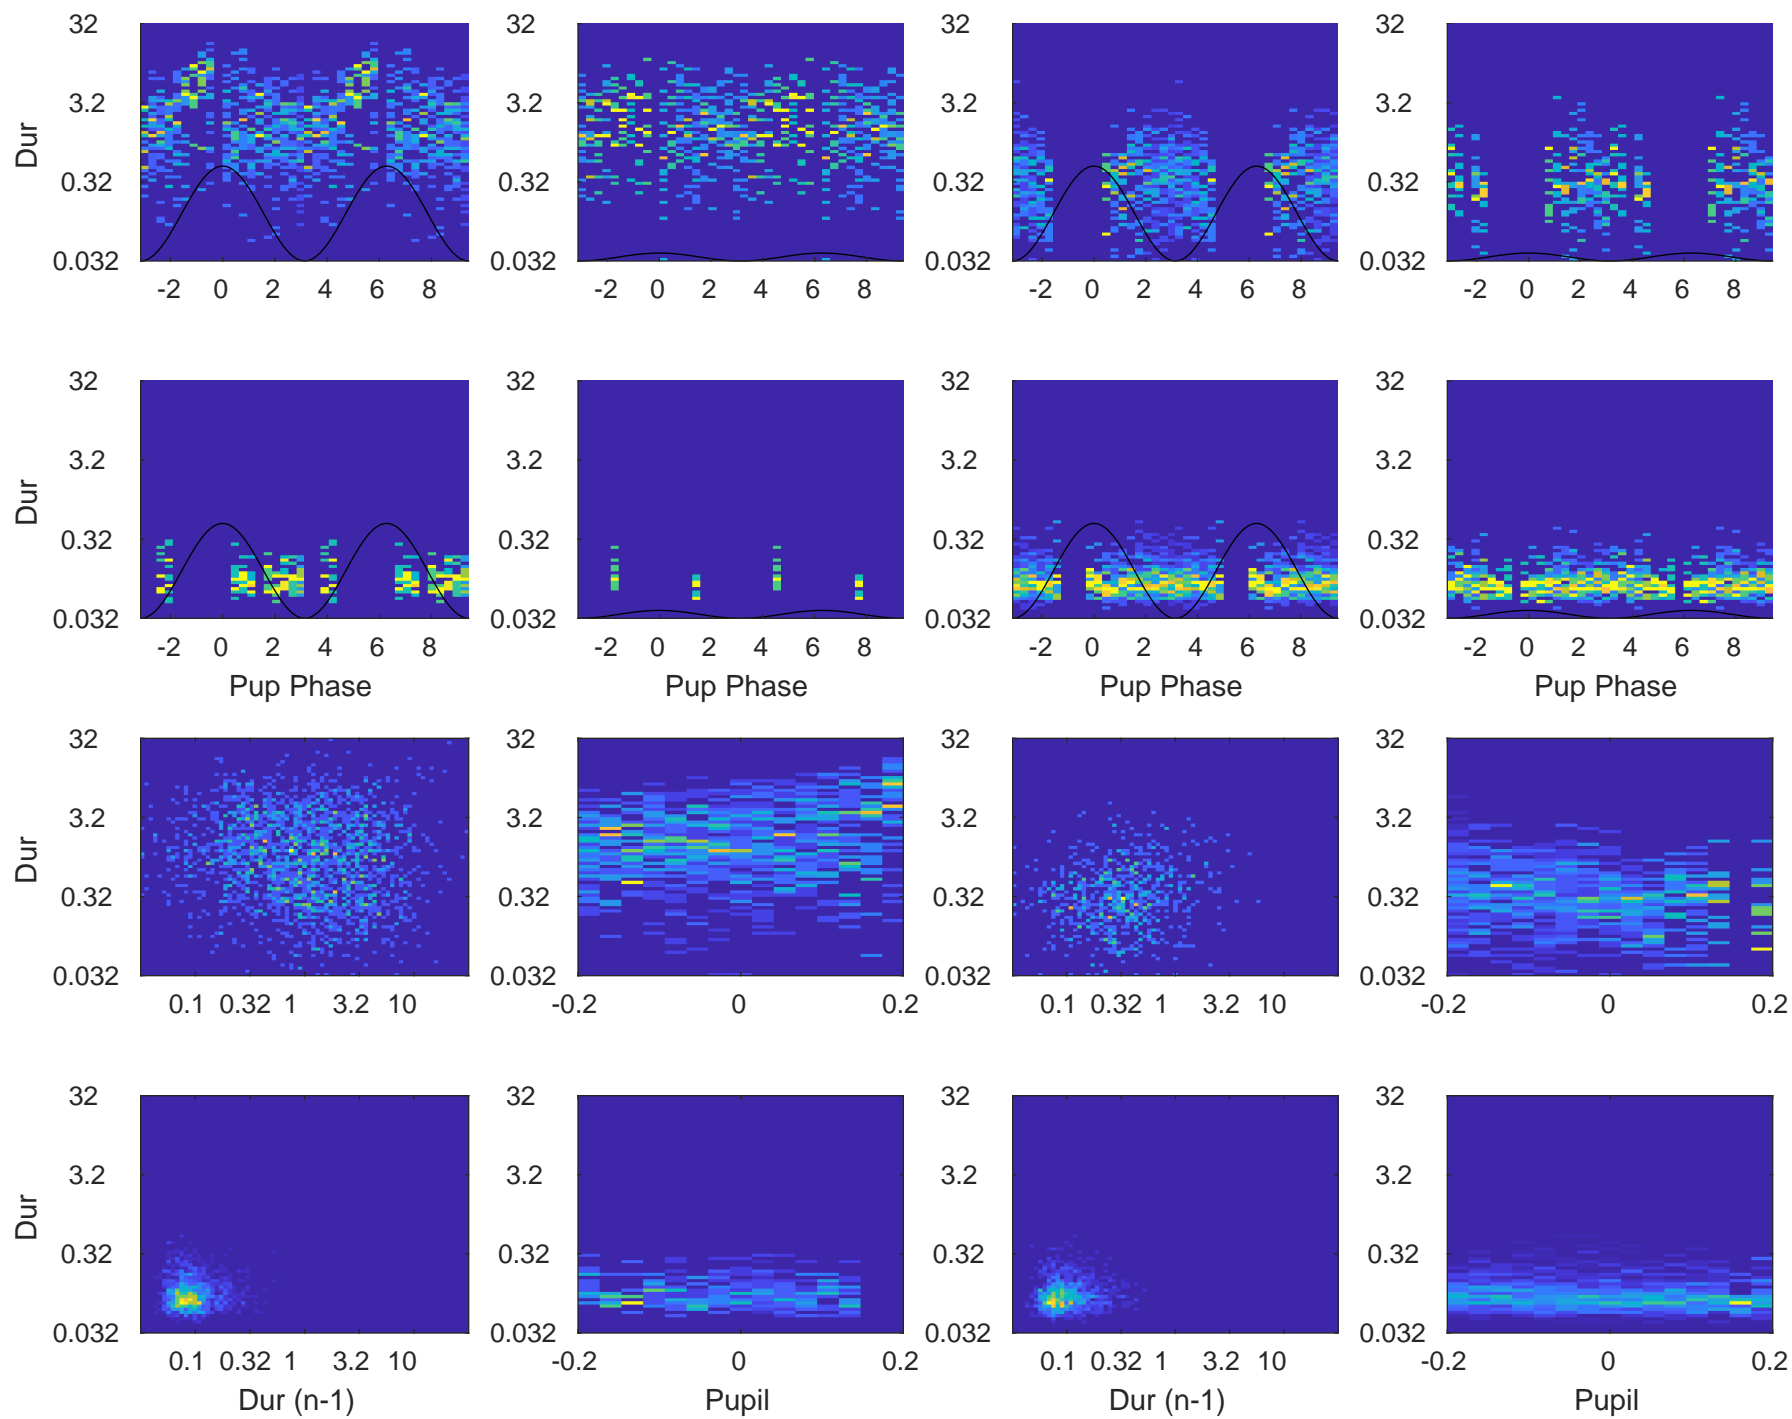 32 32 32 32
3.2 3.2 3.2 3.2
Dur
0.32 0.32 0.32 0.32
0.032 0.032 0.032 0.032
-2 0 2 4 6 8 -2 0 2 4 6 8 -2 0 2 4 6 8 -2 0 2 4 6 8
32 32 32 32
3.2 3.2 3.2 3.2
Dur
0.32 0.32 0.32 0.32
0.032 0.032 0.032 0.032
-2 0 2 4 6 8 -2 0 2 4 6 8 -2 0 2 4 6 8 -2 0 2 4 6 8
Pup Phase Pup Phase Pup Phase Pup Phase
32 32 32 32
3.2 3.2 3.2 3.2
Dur
0.32 0.32 0.32 0.32
0.032 0.032 0.032 0.032
0.1 0.32 1 3.2 10 -0.2 0 0.2 0.1 0.32 1 3.2 10 -0.2 0 0.2
32 32 32 32
3.2 3.2 3.2 3.2
Dur
0.32 0.32 0.32 0.32
0.032 0.032 0.032 0.032
0.1 0.32 1 3.2 10 -0.2 0 0.2 0.1 0.32 1 3.2 10 -0.2 0 0.2
Dur (n-1) Pupil Dur (n-1) Pupil